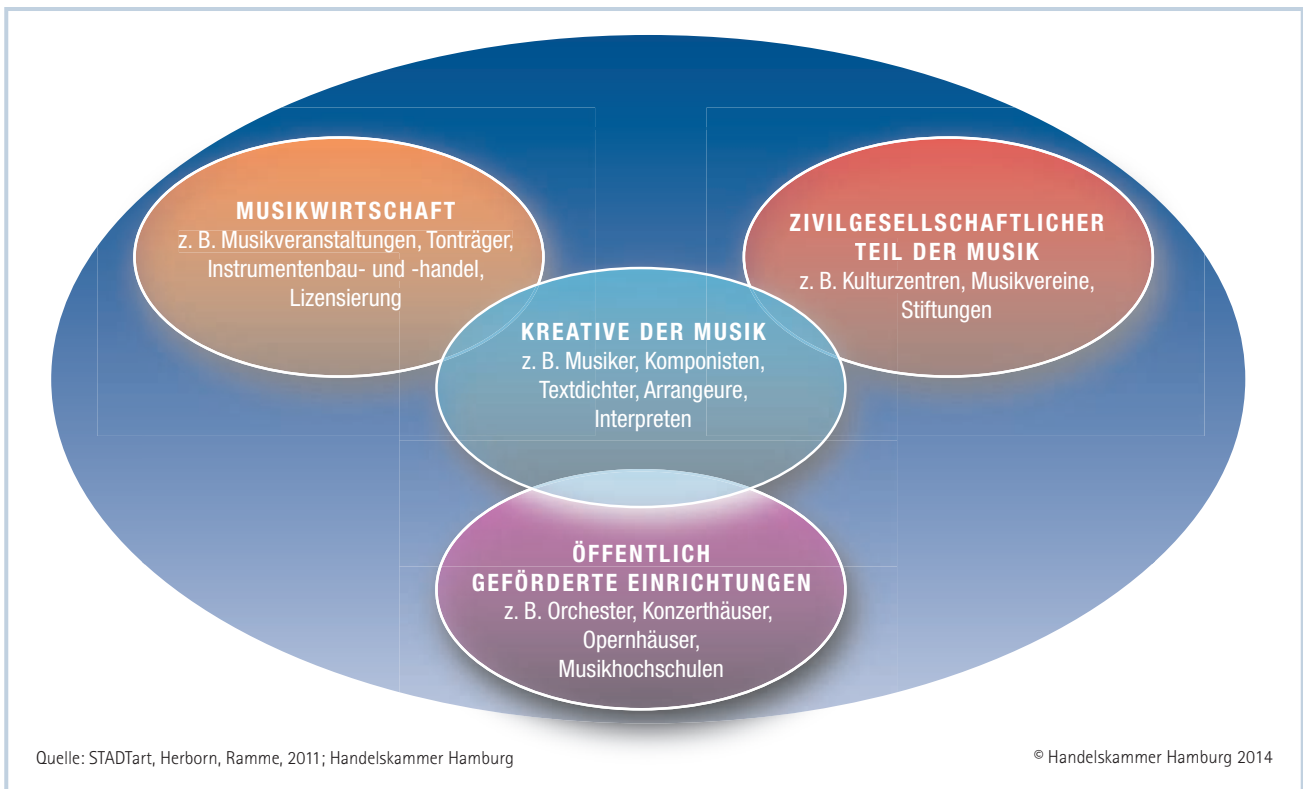 MUSIKWIRTSCHAFT
z. B. Musikveranstaltungen, Tonträger,
Instrumentenbau- und -handel,
Lizensierung
ZIVILGESELLSCHAFTLICHER
TEIL DER MUSIK
z. B. Kulturzentren, Musikvereine,
Stiftungen
KREATIVE DER MUSIK
z. B. Musiker, Komponisten,
Textdichter, Arrangeure,
Interpreten
ÖFFENTLICH
GEFÖRDERTE EINRICHTUNGEN
z. B. Orchester, Konzerthäuser,
Opernhäuser,
Musikhochschulen
Quelle: STADTart, Herborn, Ramme, 2011; Handelskammer Hamburg
© Handelskammer Hamburg 2014